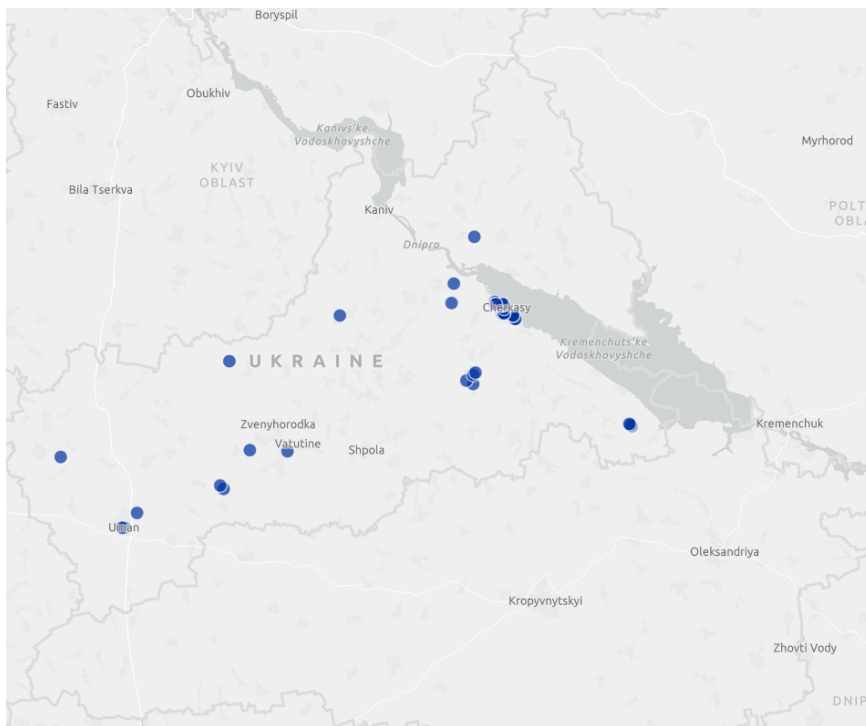 Boryspil
Obukhiv
Fastiv
Kanivs'ke
Vodoskhovyshche
Myrhorod
KYIV
OBLAST
Bila Tserkva
Kaniv
POLT
OBLA
Dnipro
Cherkasy
Kremenchuts'ke
Vodoskhovyshche
UKRAINE
Zvenyhorodka
Vatutine
Shpola
Kremenchuk
Uman
Oleksandriya
Kropyvnytskyi
Zhovti Vody
DNIP